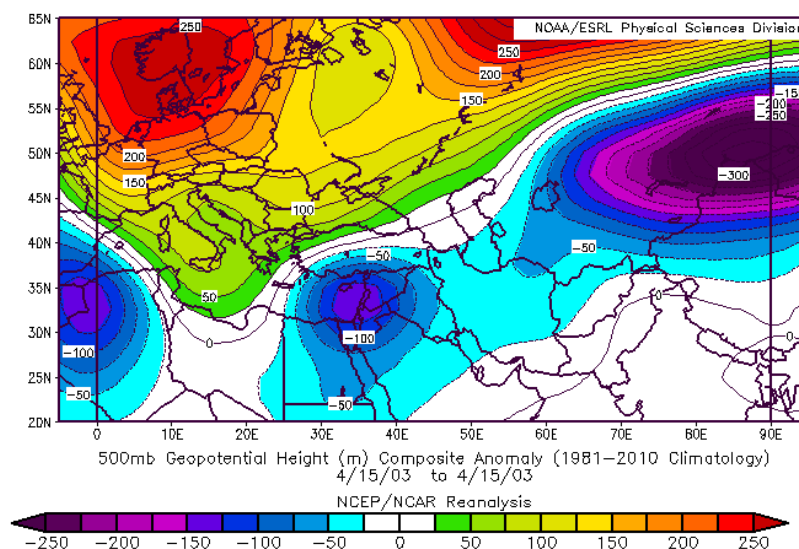 NOAA/ESRL Physical Sciences Division
65N
60N
55N
50N
45N
40N
35N
30N
25N
20N
250
250
200
150
-200
-250
200
150
-300
100
-50
-50
50
0
0
0
-100
-100
-50
-50
0 10E 20E 30E 40E 50E 60E 70E 80E 90E
500mb Geopotential Height (m) Composite Anomaly (1981-2010 Climatology)
4/15/03 to 4/15/03
NCEP/NCAR Reanalysis
-250 -200 -150 -100 -50 0 50 100 150 200 250